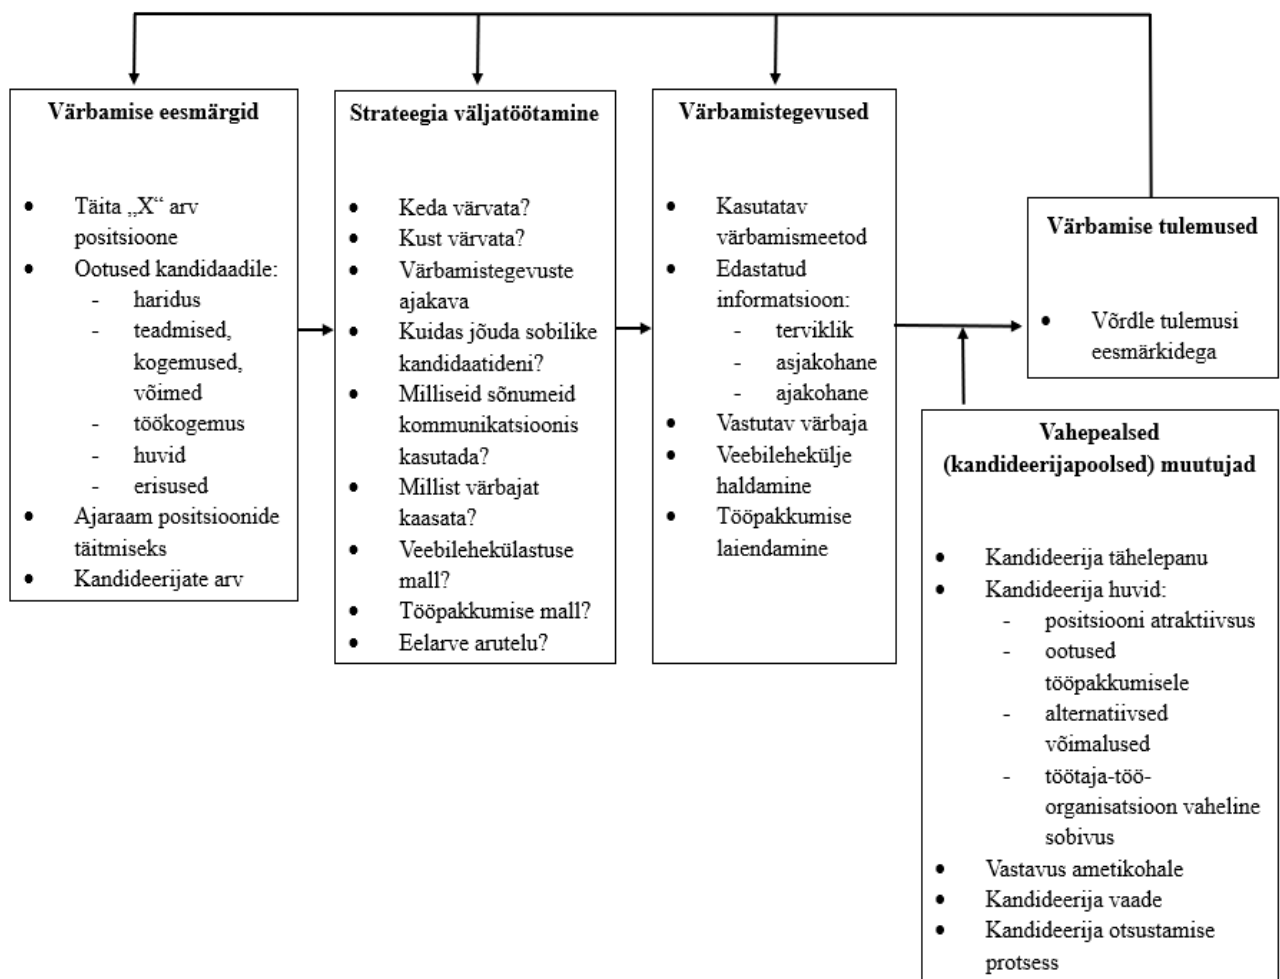 Värbamise eesmärgid
• Täita „X“ arv
positsioone
• Ootused kandidaadile:
- haridus
- teadmised,
kogemused,
võimed
- töökogemus
- huvid
- erisused
• Ajaraam positsioonide
täitmiseks
• Kandideerijate arv
Strateegia väljatöötamine
• Keda värvata?
• Kust värvata?
• Värbamistegevuste
ajakava
• Kuidas jõuda sobilike
kandidaatideni?
• Milliseid sõnumeid
kommunikatsioonis
kasutada?
• Millist värbajat
kaasata?
• Veebilehekülastuse
mall?
• Tööpakkumise mall?
• Eelarve arutelu?
Värbamistegevused
• Kasutatav
värbamismeetod
• Edastatud
informatsioon:
- terviklik
- asjakohane
- ajakohane
• Vastutav värbaja
• Veebilehekülje
haldamine
• Tööpakkumise
laiendamine
Värbamise tulemused
• Võrdle tulemusi
eesmärkidega
Vahepealsed
(kandideerijapoolsed) muutujad
• Kandideerija tähelepanu
• Kandideerija huvid:
- positsiooni atraktiivsus
- ootused
tööpakkumisele
- alternatiivsed
võimalused
- töötaja-töö-
organisatsioon vaheline
sobivus
• Vastavus ametikohale
• Kandideerija vaade
• Kandideerija otsustamise
protsess